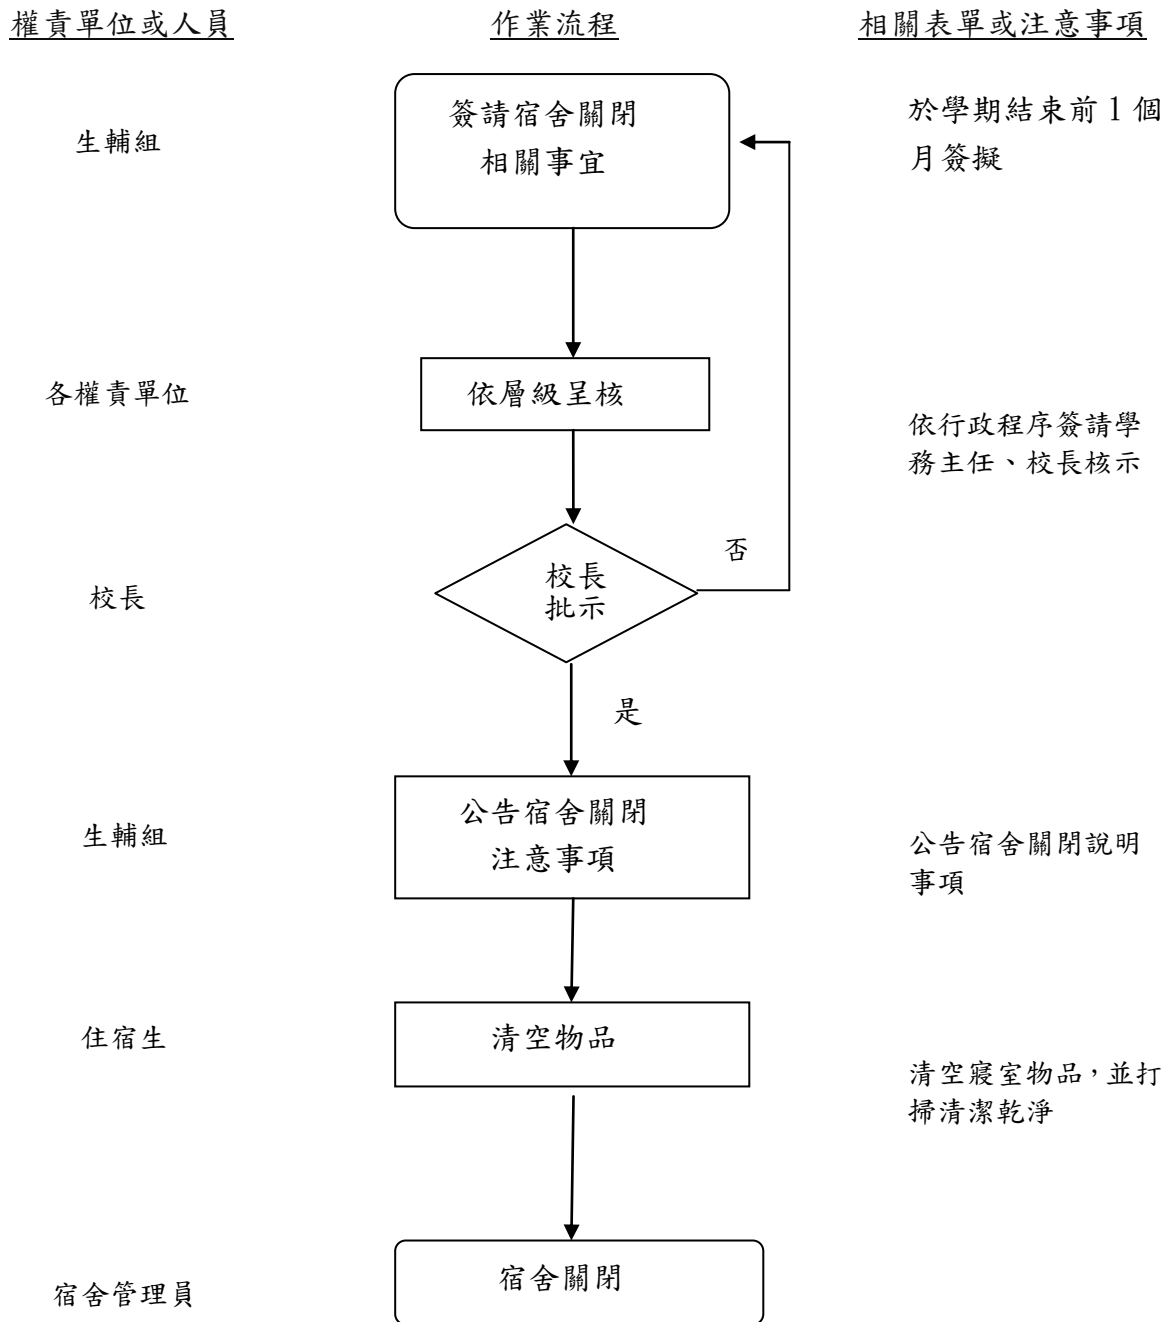 權責單位或人員
作業流程
相關表單或注意事項
生輔組
簽請宿舍關閉
相關事宜
於學期結束前1個
月簽擬
各權責單位
依層級呈核
依行政程序簽請學
務主任、校長核示
校長
校長
批示
否
是
生輔組
公告宿舍關閉
注意事項
公告宿舍關閉說明
事項
住宿生
清空物品
清空寢室物品，並打
掃清潔乾淨
宿舍管理員
宿舍關閉